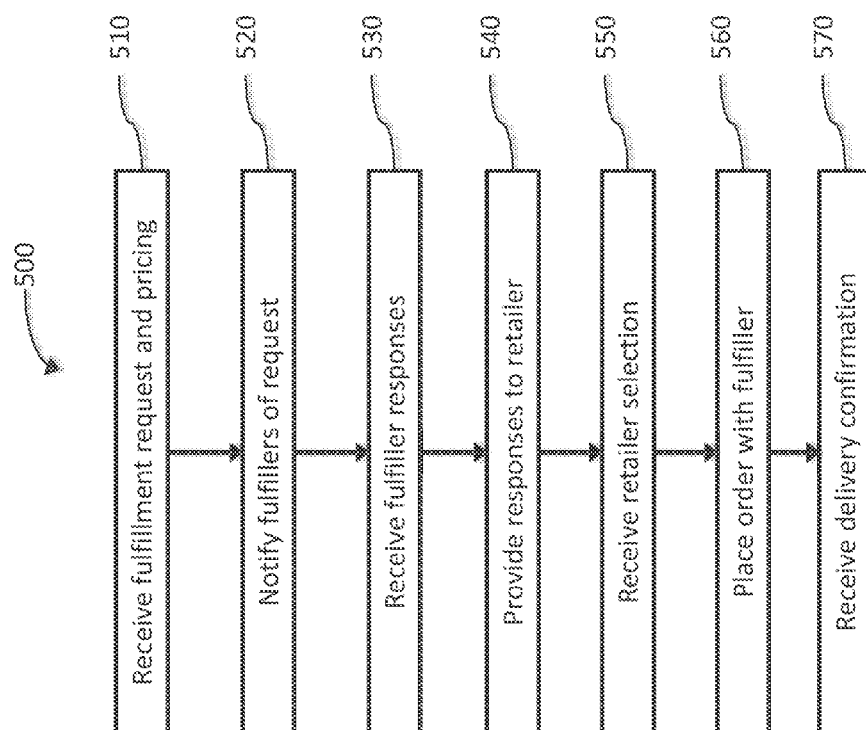 500
Receive fulfillment request and pricing
510
Notify fulfillers of request
520
Receive fulfiller responses
530
Provide responses to retailer
540
Receive retailer selection
550
Place order with fulfiller
560
Receive delivery confirmation
570